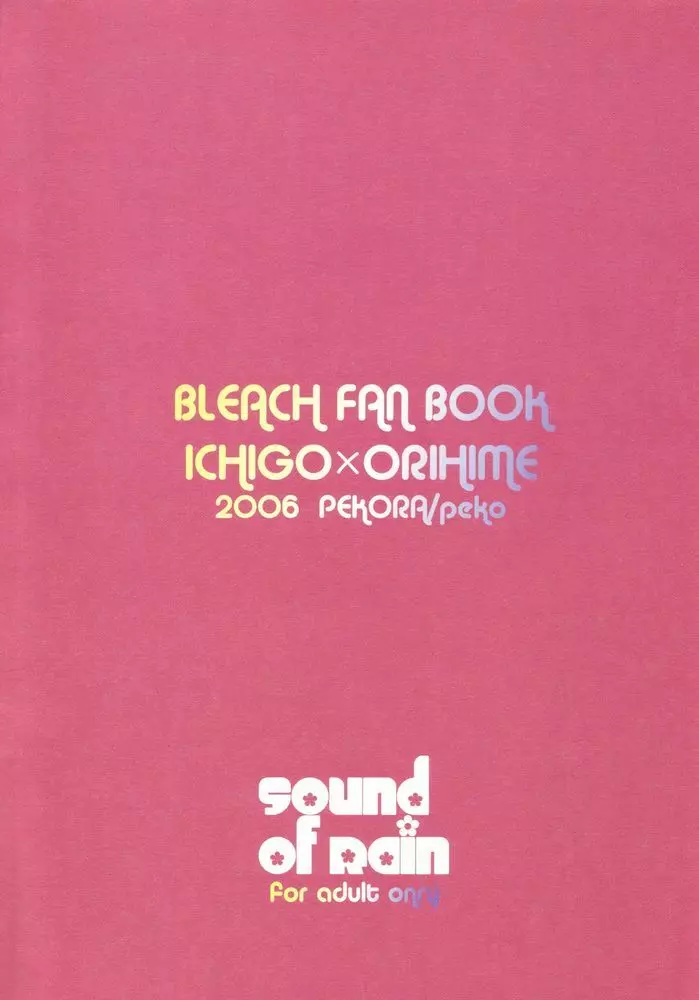 BLEACH FAN BOOK
ICHIGO×ORIHIME
2006 PEKORA/peko
sound
of Rain
for adult only